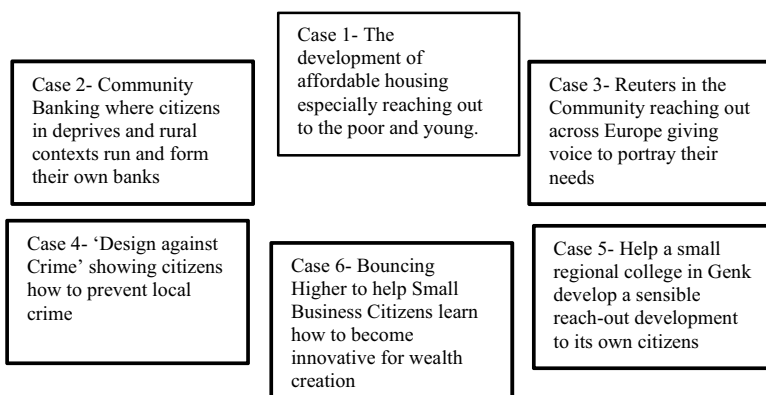 Case 1- The
development of
affordable housing
especially reaching out
to the poor and young.
Case 2- Community
Banking where citizens
in deprives and rural
contexts run and form
their own banks
Case 3- Reuters in the
Community reaching out
across Europe giving
voice to portray their
needs
Case 4- ‘Design against
Crime’ showing citizens
how to prevent local
crime
Case 6- Bouncing
Higher to help Small
Business Citizens learn
how to become
innovative for wealth
creation
Case 5- Help a small
regional college in Genk
develop a sensible
reach-out development
to its own citizens